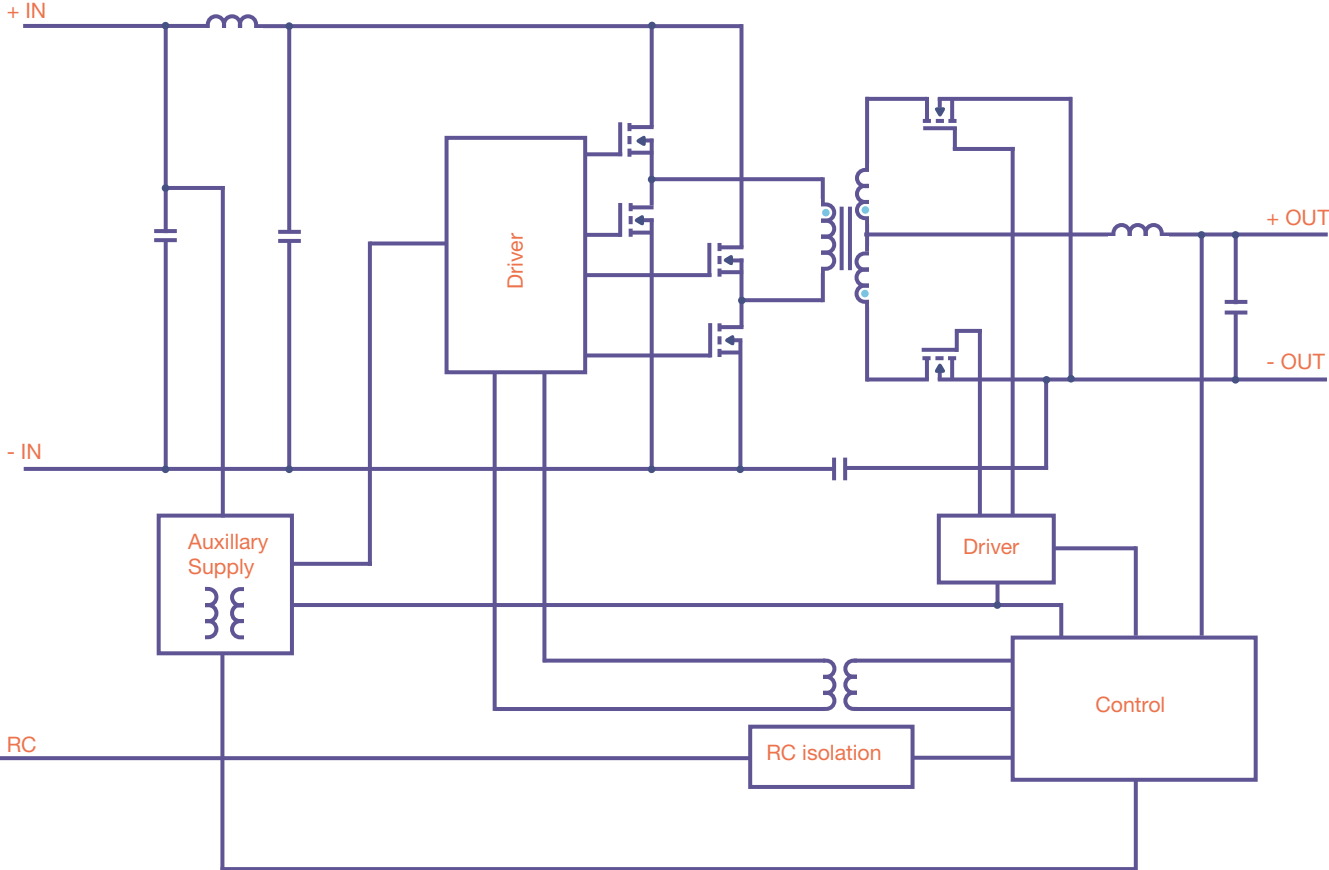 + IN
+ OUT
Driver
- OUT
- IN
Auxillary
Supply
Driver
Control
RC
RC isolation